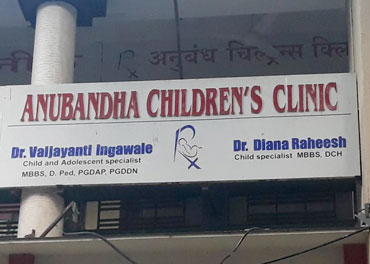 अनुबंध चिल्ड्रन्स क्लि
ANUBANDHA CHILDREN'S CLINIC
Dr. Vaijayanti Ingawale
Child and Adolescent specialist
MBBS, D. Ped, PGDAP, PGDDN
Dr. Diana Raheesh
Child specialist MBBS, DCH